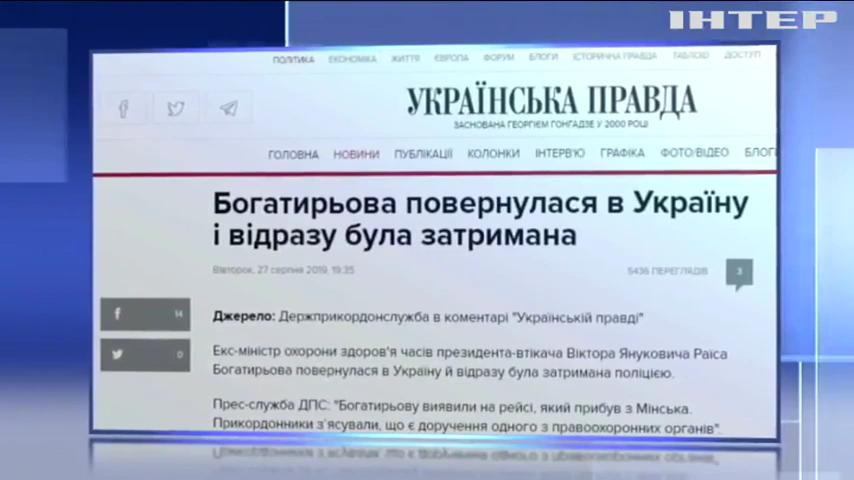 ІНТЕР
ПОЛІТИКА ЕКОНОМІКА ЖИТТЯ ЄВРОПА ФОРУМ БЛОГИ ІСТОРИЧНА ПРАВДА ТАБЛОЇД ДОСТУП
УКРАЇНСЬКА ПРАВДА
ЗАСНОВАНА ГЕОРГІЄМ ГОНГАДЗЕ У 2000 РОЦІ
ГОЛОВНА НОВИНИ ПУБЛІКАЦІЇ КОЛОНКИ ІНТЕРВ'Ю ГРАФІКА ФОТО/ВІДЕО БЛОГИ
Богатирьова повернулася в Україну
і відразу була затримана
Вівторок, 27 серпня 2019, 19:35
5436 ПЕРЕГЛЯДІВ
3
14
0
Джерело: Держприкордонслужба в коментарі "Українській правді"
Екс-міністр охорони здоров'я часів президента-втікача Віктора Януковича Раїса
Богатирьова повернулася в Україну й відразу була затримана поліцією.
Прес-служба ДПС: "Богатирьову виявили на рейсі, який прибув з Мінська.
Прикордонники з'ясували, що є доручення одного з правоохоронних органів".